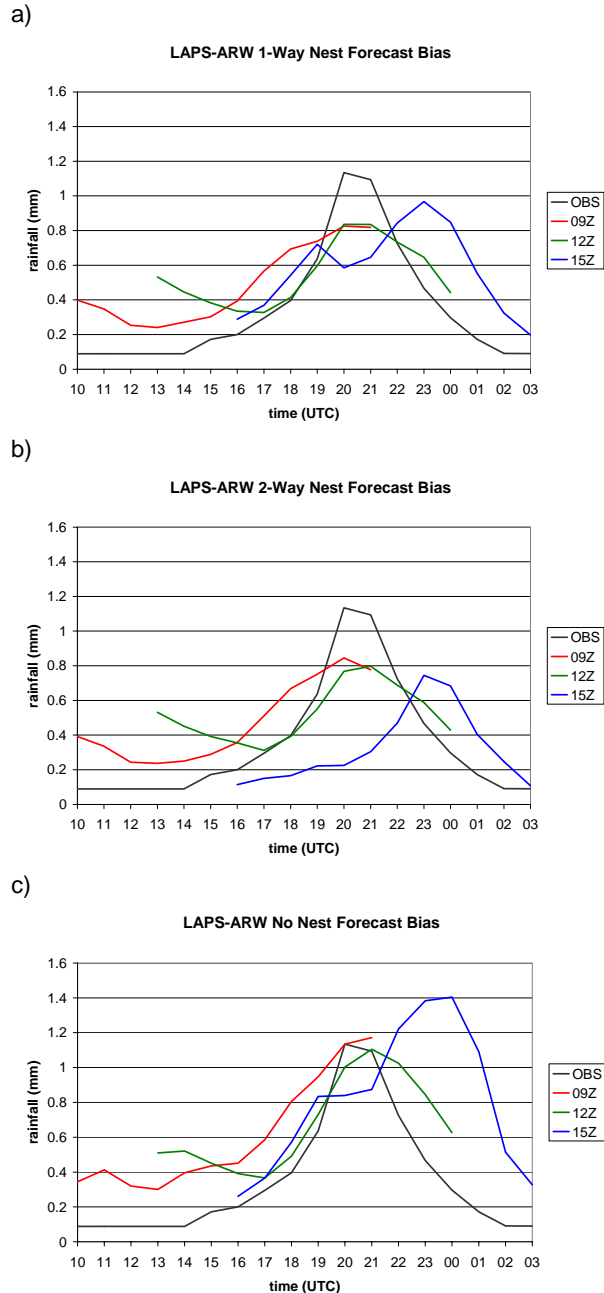 a)
LAPS-ARW 1-Way Nest Forecast Bias
1.6
1.4
1.2
1
0.8
0.6
0.4
0.2
0
rainfall (mm)
10 11 12 13 14 15 16 17 18 19 20 21 22 23 00 01 02 03
time (UTC)
OBS
09Z
12Z
15Z
b)
LAPS-ARW 2-Way Nest Forecast Bias
1.6
1.4
1.2
1
0.8
0.6
0.4
0.2
0
rainfall (mm)
10 11 12 13 14 15 16 17 18 19 20 21 22 23 00 01 02 03
time (UTC)
OBS
09Z
12Z
15Z
c)
LAPS-ARW No Nest Forecast Bias
1.6
1.4
1.2
1
0.8
0.6
0.4
0.2
0
rainfall (mm)
10 11 12 13 14 15 16 17 18 19 20 21 22 23 00 01 02 03
time (UTC)
OBS
09Z
12Z
15Z